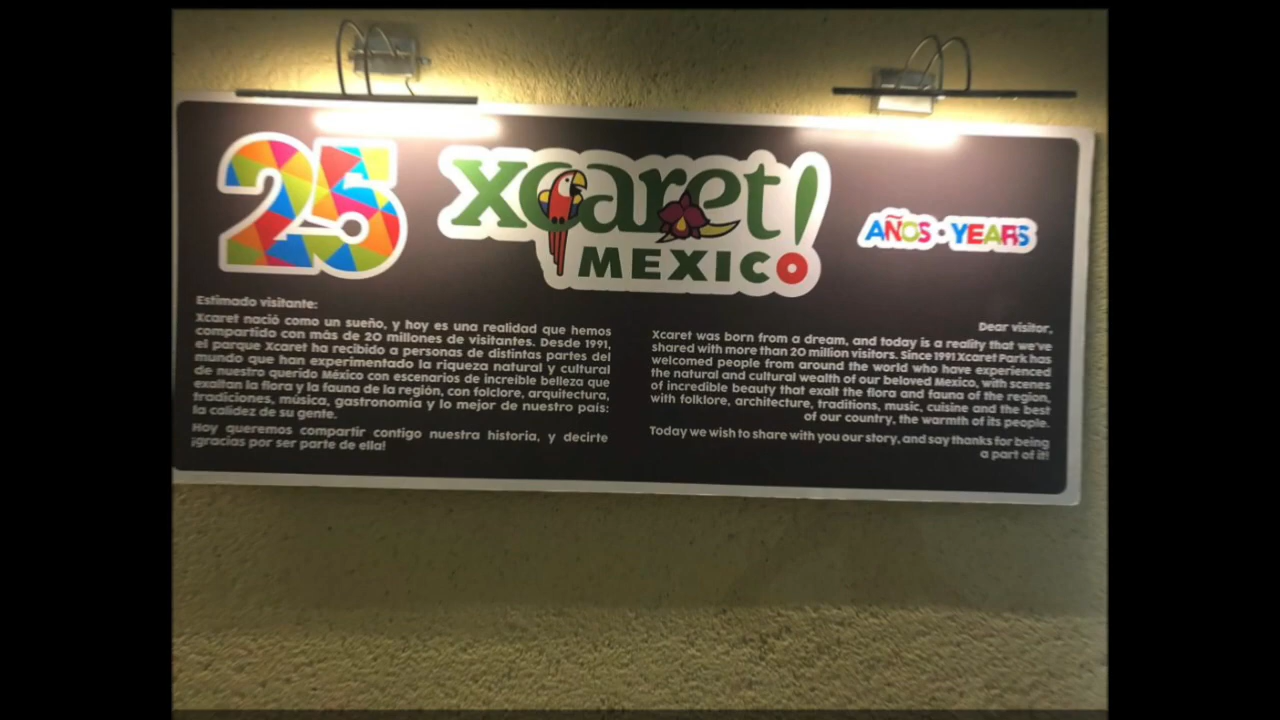 25
xcaret!
MEXICO
AÑOS • YEARS
Estimado visitante:
Xcaret nació como un sueño, y hoy es una realidad que hemos
compartido con más de 20 millones de visitantes. Desde 1991,
el parque Xcaret ha recibido a personas de distintas partes del
mundo que han experimentado la riqueza natural y cultural
de nuestro querido México con escenarios de increíble belleza que
exaltan la flora y la fauna de la región, con folclore, arquitectura,
tradiciones, música, gastronomía y lo mejor de nuestro país:
la calidez de su gente.
Hoy queremos compartir contigo nuestra historia, y decirte
¡gracias por ser parte de ella!
Dear visitor,
Xcaret was born from a dream, and today is a reality that we've
shared with more than 20 million visitors. Since 1991 Xcaret Park has
welcomed people from around the world who have experienced
the natural and cultural wealth of our beloved Mexico, with scenes
of incredible beauty that exalt the flora and fauna of the region,
with folklore, architecture, traditions, music, cuisine and the best
of our country, the warmth of its people.
Today we wish to share with you our story, and say thanks for being
a part of it!